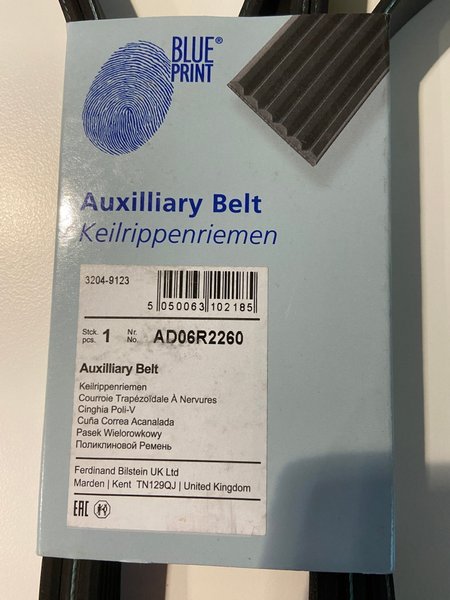 BLUE®
PRINT
Auxilliary Belt
Keilrippenriemen
3204-9123
5 050063 102185
Stck. pcs. 1 Nr. No. AD06R2260
Auxilliary Belt
Keilrippenriemen
Courroie Trapézoïdale À Nervures
Cinghia Poli-V
Cuña Correa Acanalada
Pasek Wielorowkowy
Поликлиновой Ремень
Ferdinand Bilstein UK Ltd
Marden | Kent TN129QJ | United Kingdom
EAC